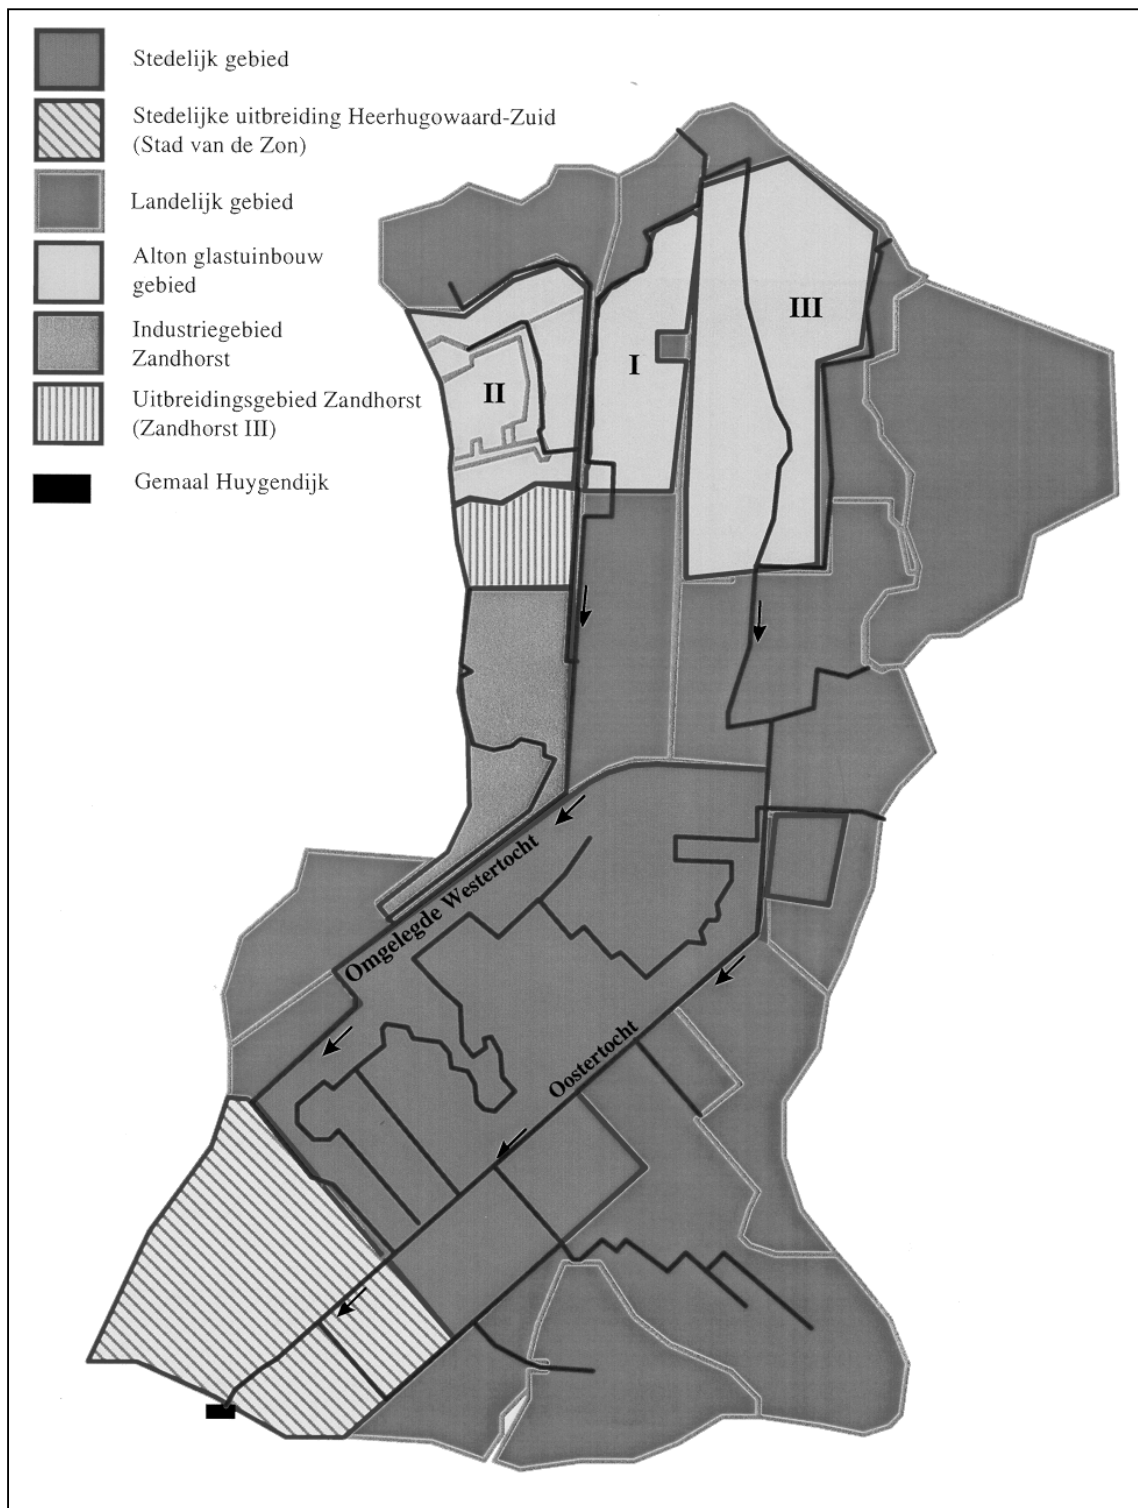 Stedelijk gebied
Stedelijke uitbreiding Heerhugowaard-Zuid
(Stad van de Zon)
Landelijk gebied
Alton glastuinbouw
gebied
Industriegebied
Zandhorst
Uitbreidingsgebied Zandhorst
(Zandhorst III)
Gemaal Huygendijk
III
I
II
Omgelegde Westertocht
Oostertocht